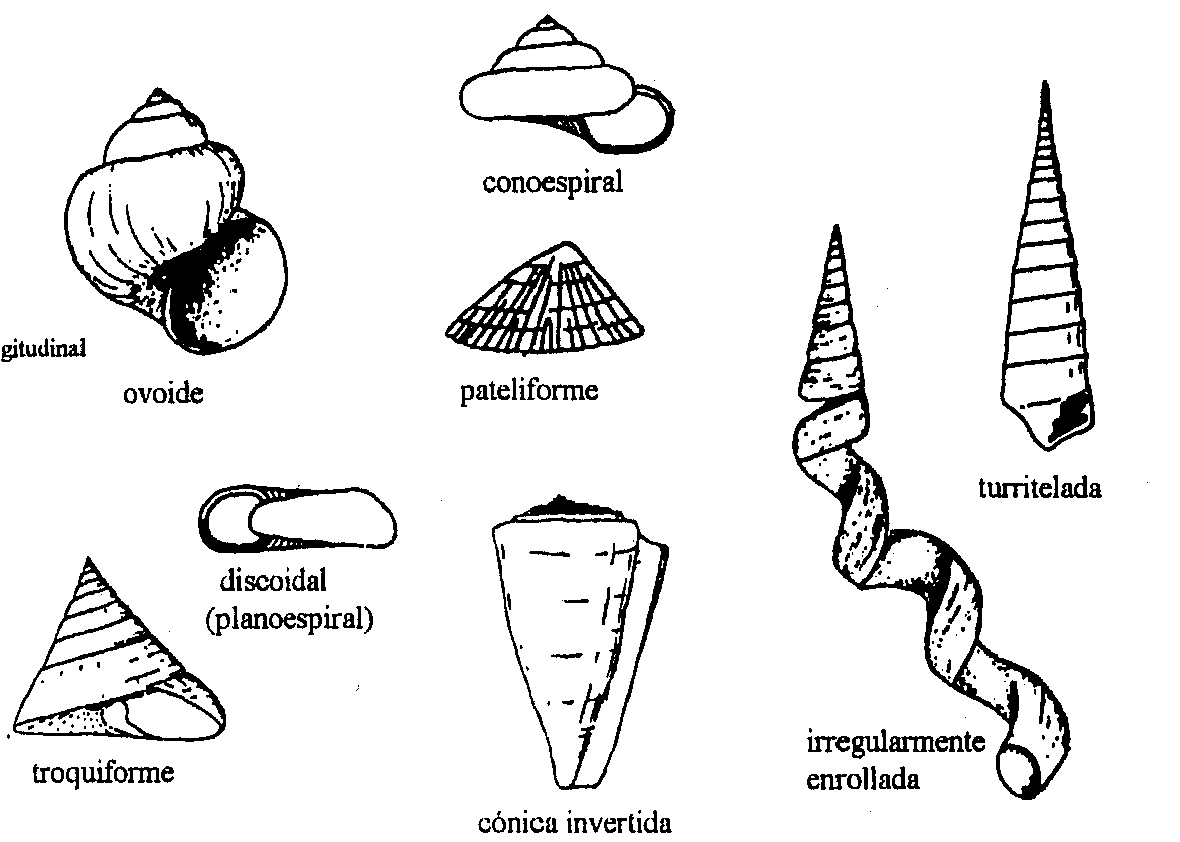 conoespiral
gitudinal
ovoide
pateliforme
turritelada
discoidal
(planoespiral)
troquiforme
irregularmente
enrollada
cónica invertida